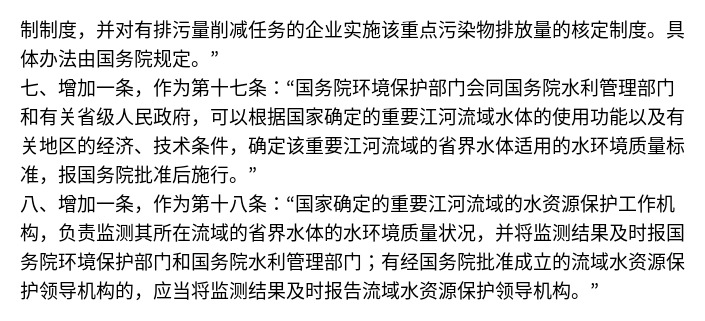 制制度，并对有排污量削减任务的企业实施该重点污染物排放量的核定制度。具
体办法由国务院规定。”
七、增加一条，作为第十七条：“国务院环境保护部门会同国务院水利管理部门
和有关省级人民政府，可以根据国家确定的重要江河流域水体的使用功能以及有
关地区的经济、技术条件，确定该重要江河流域的省界水体适用的水环境质量标
准，报国务院批准后施行。”
八、增加一条，作为第十八条：“国家确定的重要江河流域的水资源保护工作机
构，负责监测其所在流域的省界水体的水环境质量状况，并将监测结果及时报国
务院环境保护部门和国务院水利管理部门；有经国务院批准成立的流域水资源保
护领导机构的，应当将监测结果及时报告流域水资源保护领导机构。”